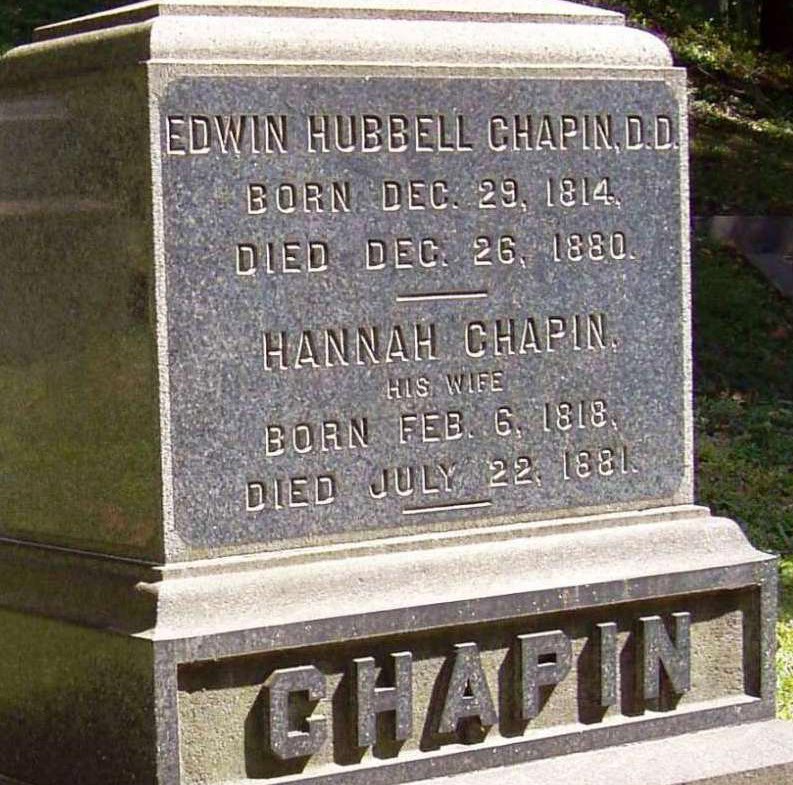 EDWIN HUBBELL CHAPIN, D.D.
BORN DEC. 29, 1814.
DIED DEC. 26, 1880.
HANNAH CHAPIN,
HIS WIFE
BORN FEB. 6, 1818,
DIED JULY 22, 1881.
CHAPIN